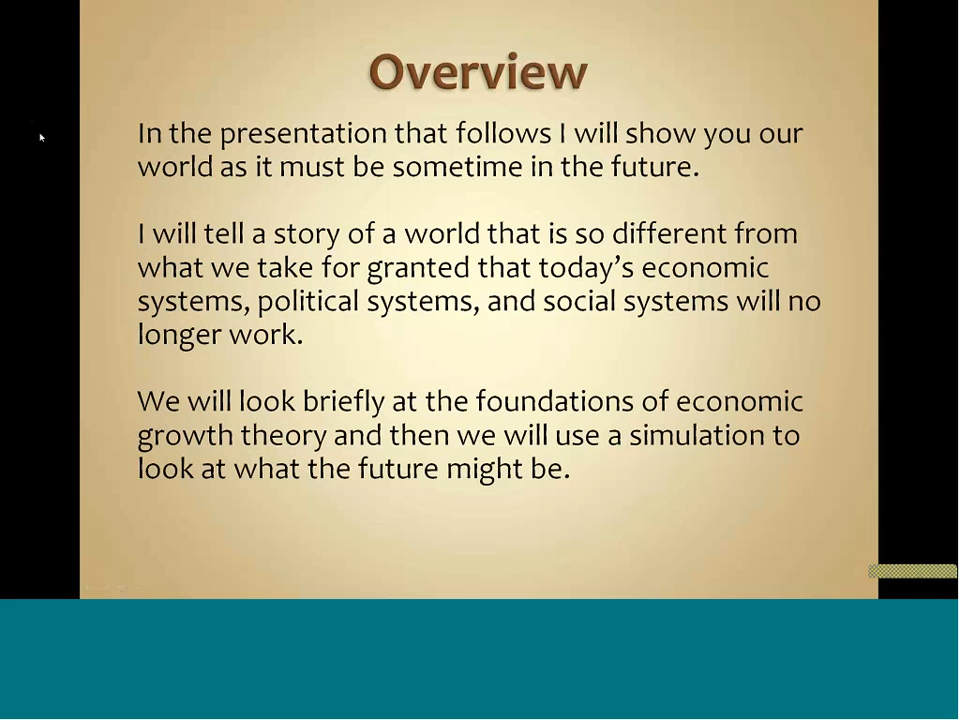 Overview
In the presentation that follows I will show you our
world as it must be sometime in the future.
I will tell a story of a world that is so different from
what we take for granted that today’s economic
systems, political systems, and social systems will no
longer work.
We will look briefly at the foundations of economic
growth theory and then we will use a simulation to
look at what the future might be.